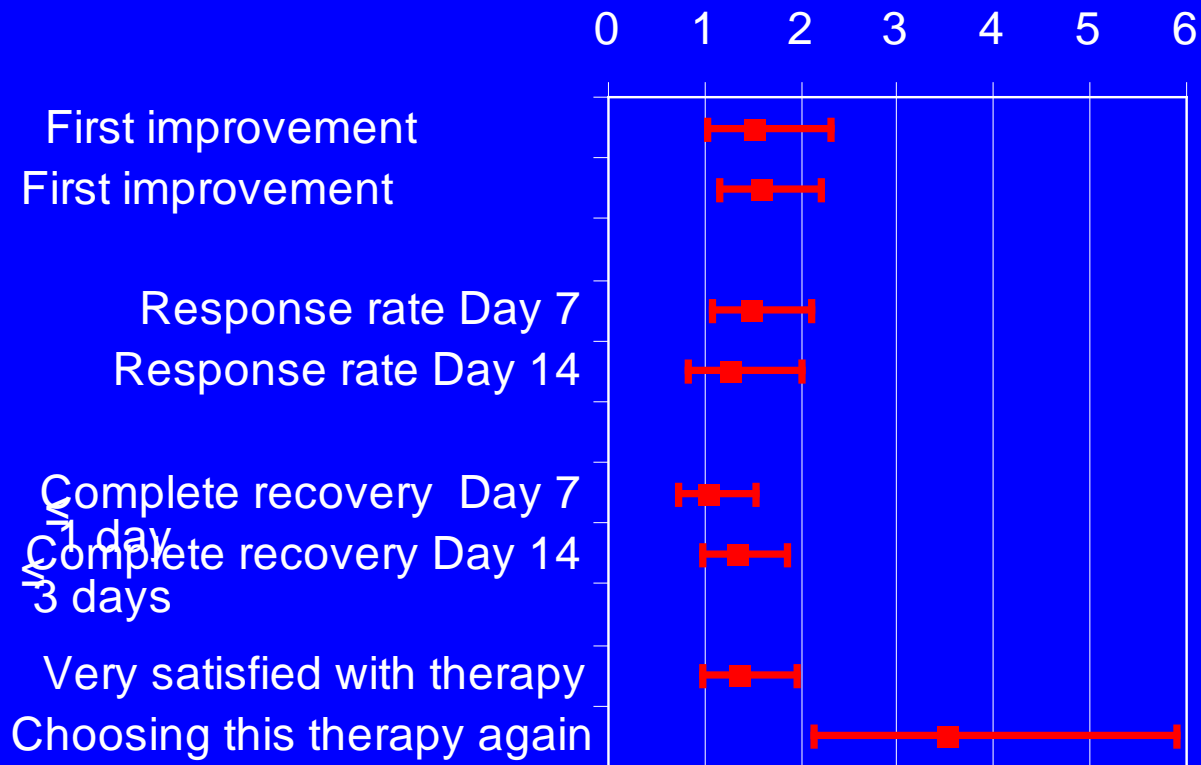 0 1 2 3 4 5 6
First improvement
First improvement
Response rate Day 7
Response rate Day 14
Complete recovery Day 7
≤ 1 day
Complete recovery Day 14
≤ 3 days
Very satisfied with therapy
Choosing this therapy again